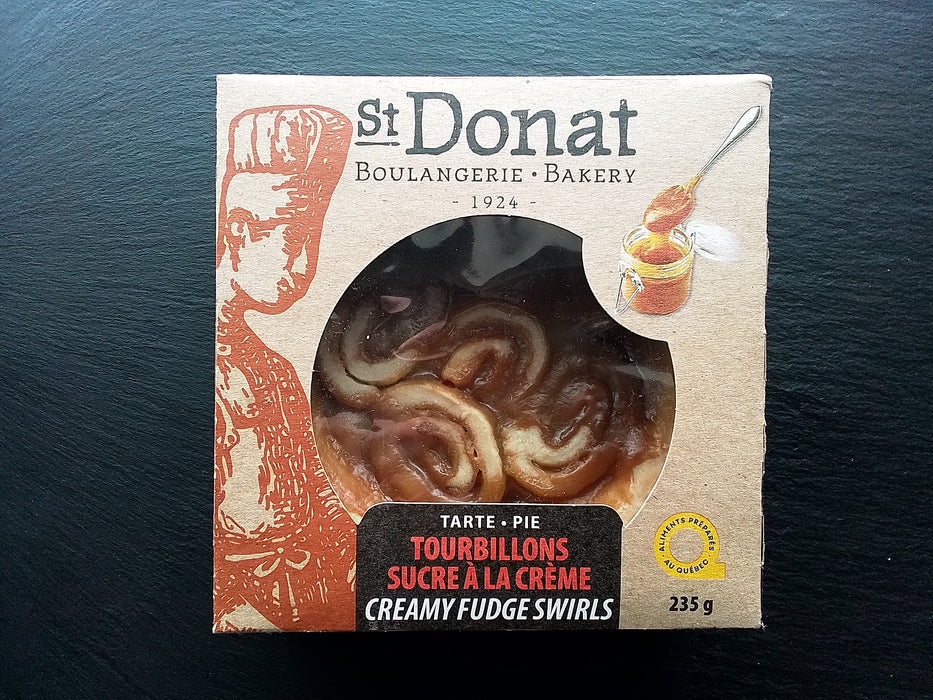 St Donat
BOULANGERIE • BAKERY
- 1924 -
TARTE • PIE
TOURBILLONS
SUCRE À LA CRÈME
CREAMY FUDGE SWIRLS
ALIMENTS PRÉPARÉS
AU QUÉBEC
235 g